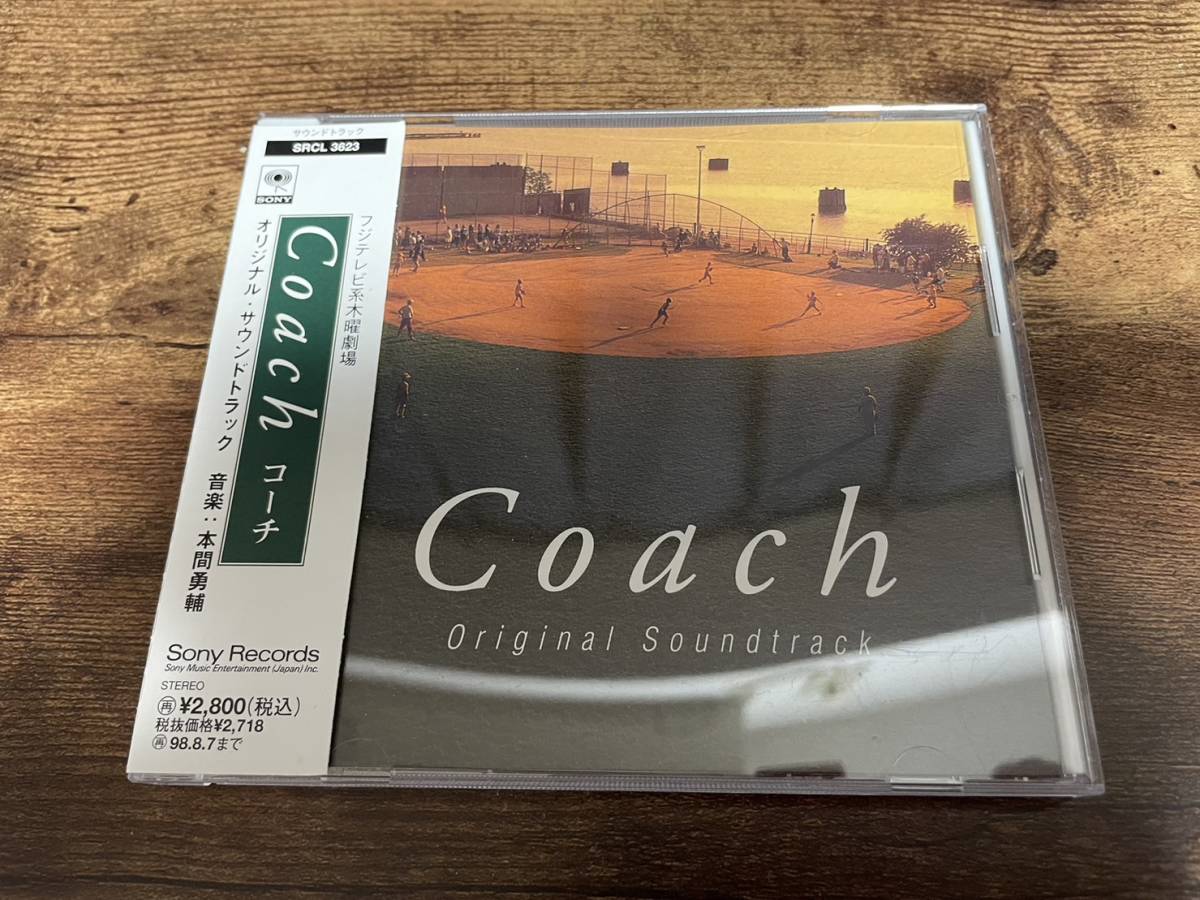 サウンドトラック
SRCL 3623
SONY
フジテレビ系木曜劇場
Coach コーチ
オリジナル・サウンドトラック 音楽:本間勇輔
Sony Records
Sony Music Entertainment (Japan) Inc.
STEREO
再 ¥2,800(税込)
税抜価格¥2,718
再 98.8.7まで
Coach
Original Soundtrack